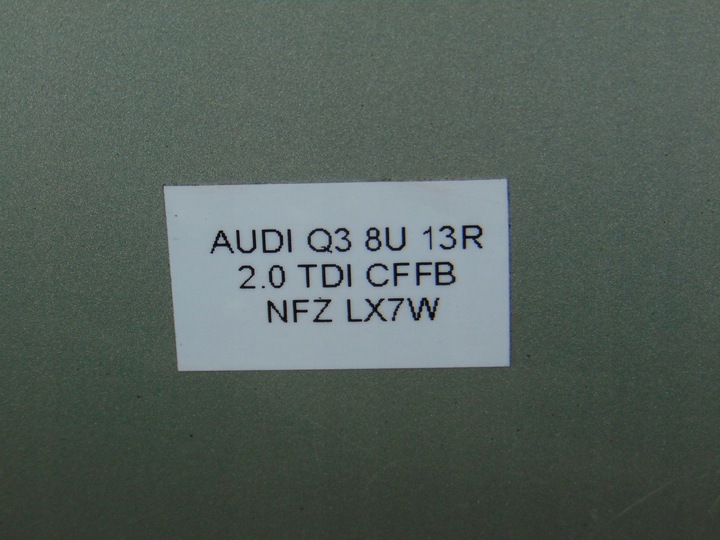 AUDI Q3 8U 13R
2.0 TDI CFFB
NFZ LX7W